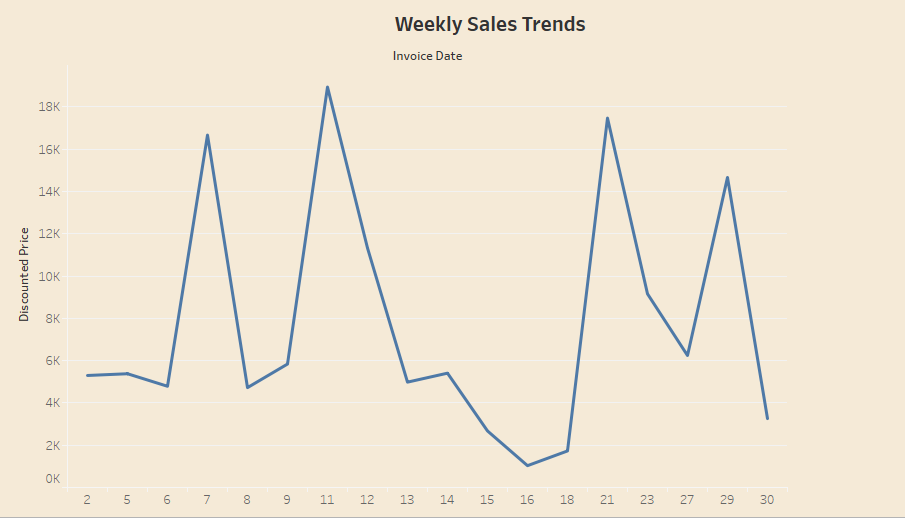 Weekly Sales Trends
Invoice Date
18K
16K
14K
12K
10K
8K
6K
4K
2K
0K
Discounted Price
2 5 6 7 8 9 11 12 13 14 15 16 18 21 23 27 29 30